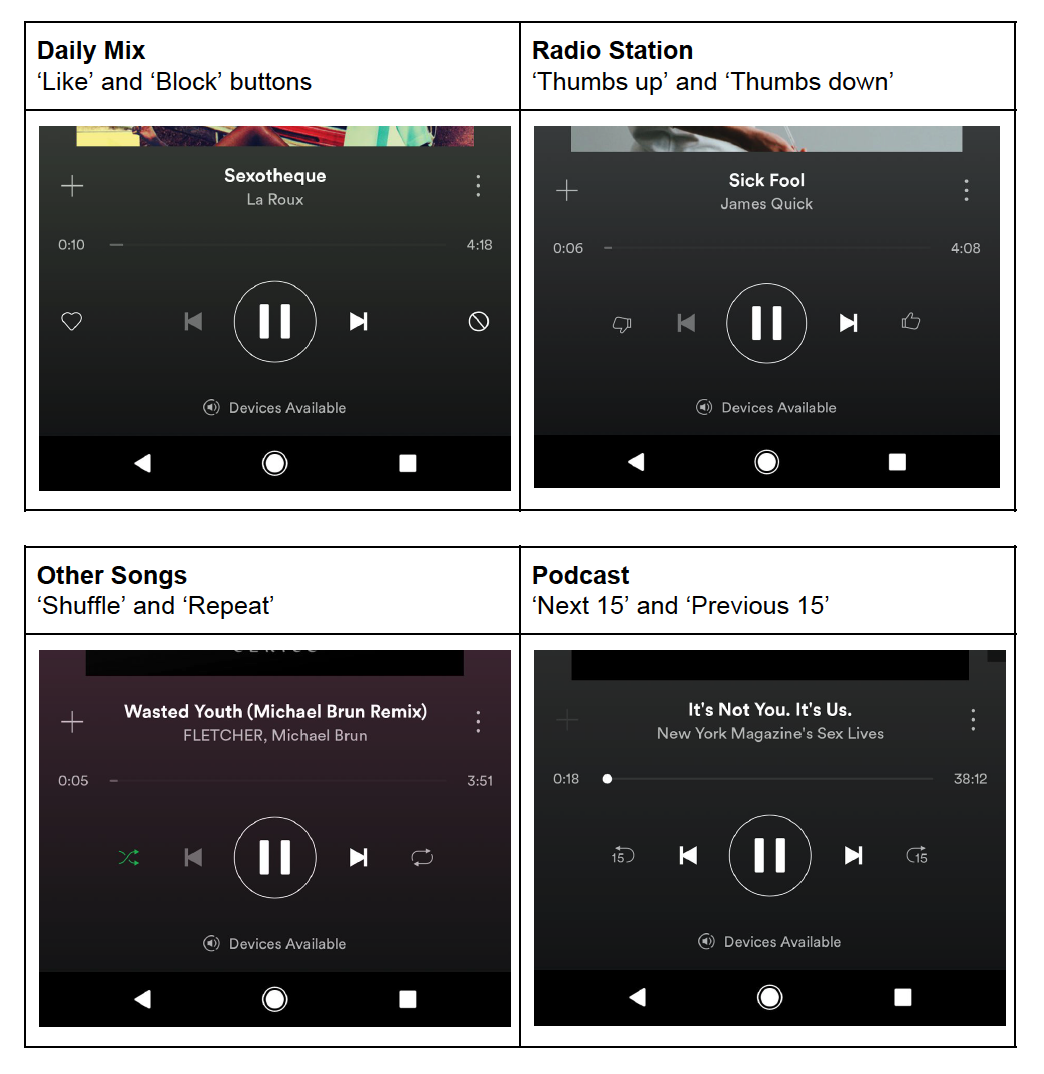 Daily Mix
‘Like’ and ‘Block’ buttons
Radio Station
‘Thumbs up’ and ‘Thumbs down’
Sexotheque
La Roux
0:10
4:18
Devices Available
Sick Fool
James Quick
0:06
4:08
Devices Available
Other Songs
‘Shuffle’ and ‘Repeat’
Podcast
‘Next 15’ and ‘Previous 15’
Wasted Youth (Michael Brun Remix)
FLETCHER, Michael Brun
0:05
3:51
Devices Available
It's Not You. It's Us.
New York Magazine's Sex Lives
0:18
38:12
15
15
Devices Available